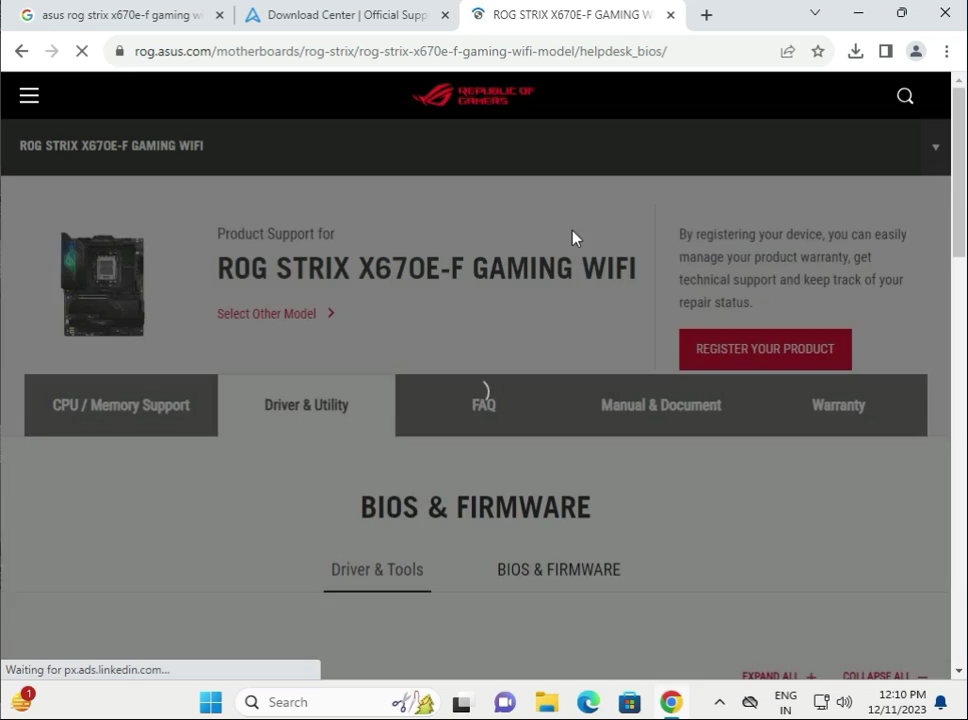 asus rog strix x670e-f gaming w
Download Center | Official Supp
ROG STRIX X670E-F GAMING W
rog.asus.com/motherboards/rog-strix/rog-strix-x670e-f-gaming-wifi-model/helpdesk_bios/
REPUBLIC OF
GAMERS
ROG STRIX X670E-F GAMING WIFI
Product Support for
ROG STRIX X670E-F GAMING WIFI
Select Other Model
By registering your device, you can easily
manage your product warranty, get
technical support and keep track of your
repair status.
REGISTER YOUR PRODUCT
CPU / Memory Support
Driver & Utility
FAQ
Manual & Document
Warranty
BIOS & FIRMWARE
Driver & Tools
BIOS & FIRMWARE
EXPAND ALL +
COLLAPSE ALL −
Waiting for px.ads.linkedin.com...
1
Search
ENG
IN
12:10 PM
12/11/2023